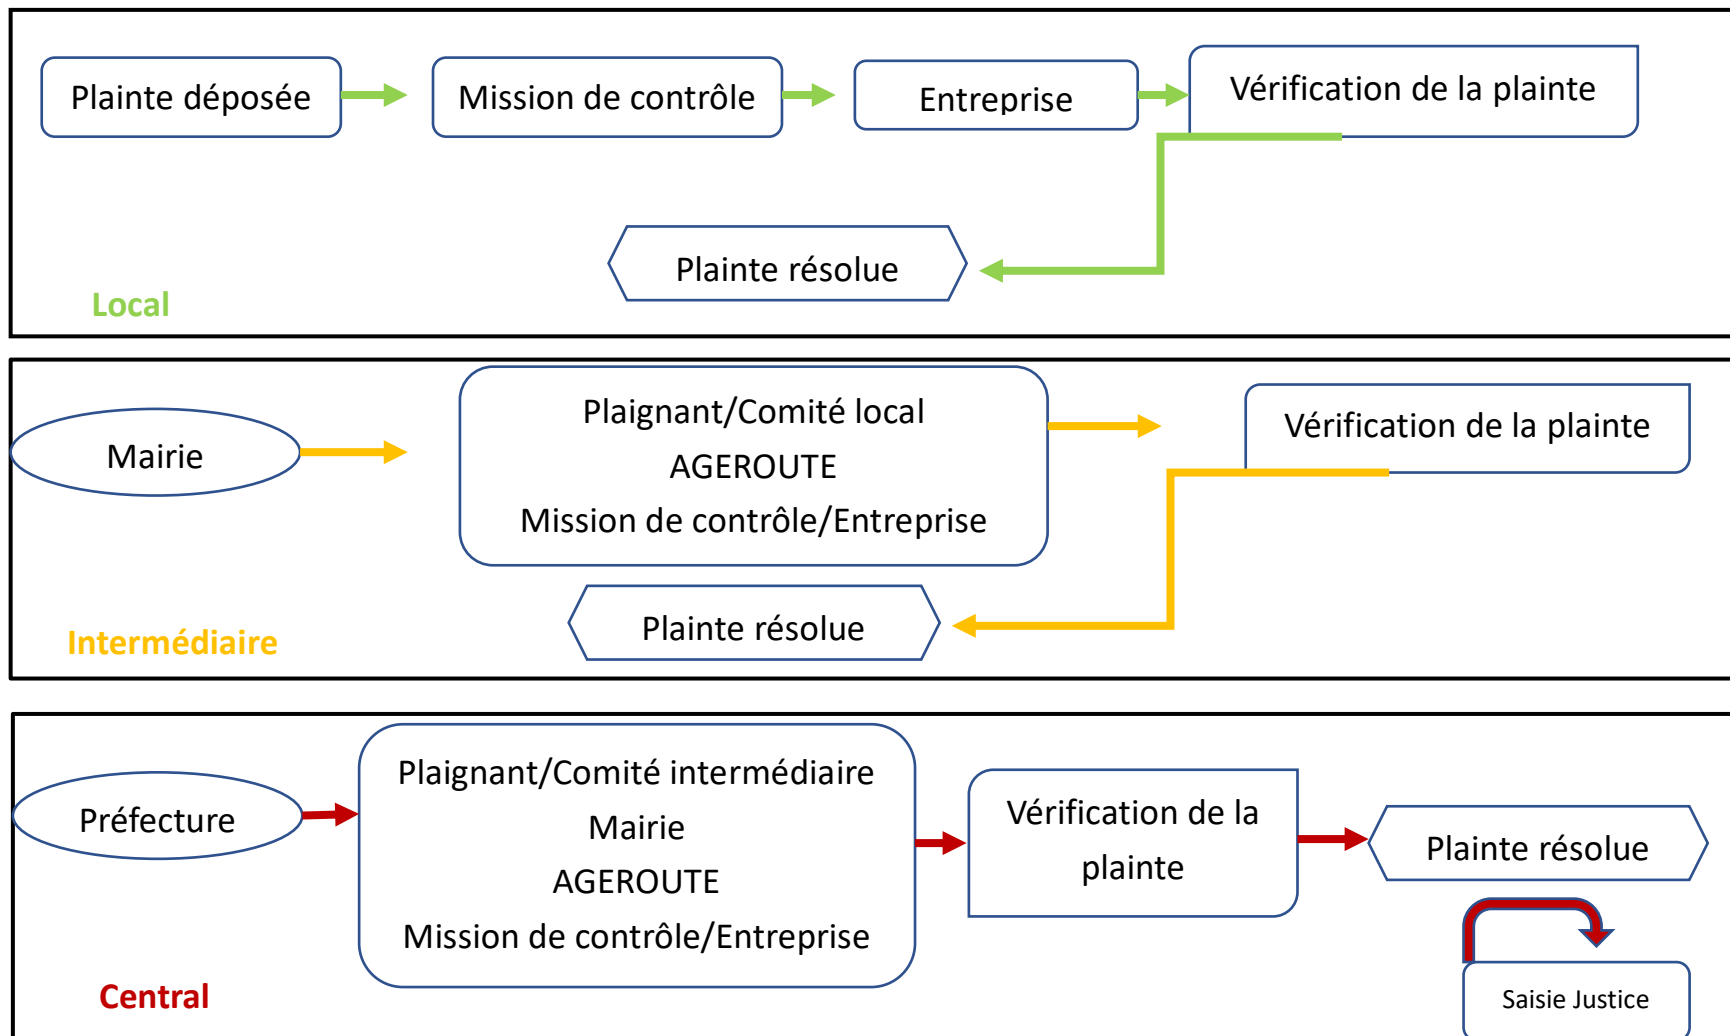 Plainte déposée
Mission de contrôle
Entreprise
Vérification de la plainte
Plainte résolue
Local
Mairie
Plaignant/Comité local
AGEROUTE
Mission de contrôle/Entreprise
Vérification de la plainte
Plainte résolue
Intermédiaire
Préfecture
Plaignant/Comité intermédiaire
Mairie
AGEROUTE
Mission de contrôle/Entreprise
Vérification de la
plainte
Plainte résolue
Saisie Justice
Central